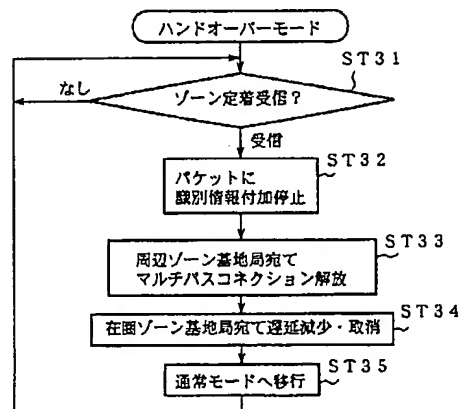 ハンドオーバーモード
ST31
ゾーン定着受信？
なし
受信
ST32
パケットに
識別情報付加停止
ST33
周辺ゾーン基地局宛て
マルチパスコネクション解放
ST34
在圏ゾーン基地局宛て遅延減少・取消
ST35
通常モードへ移行